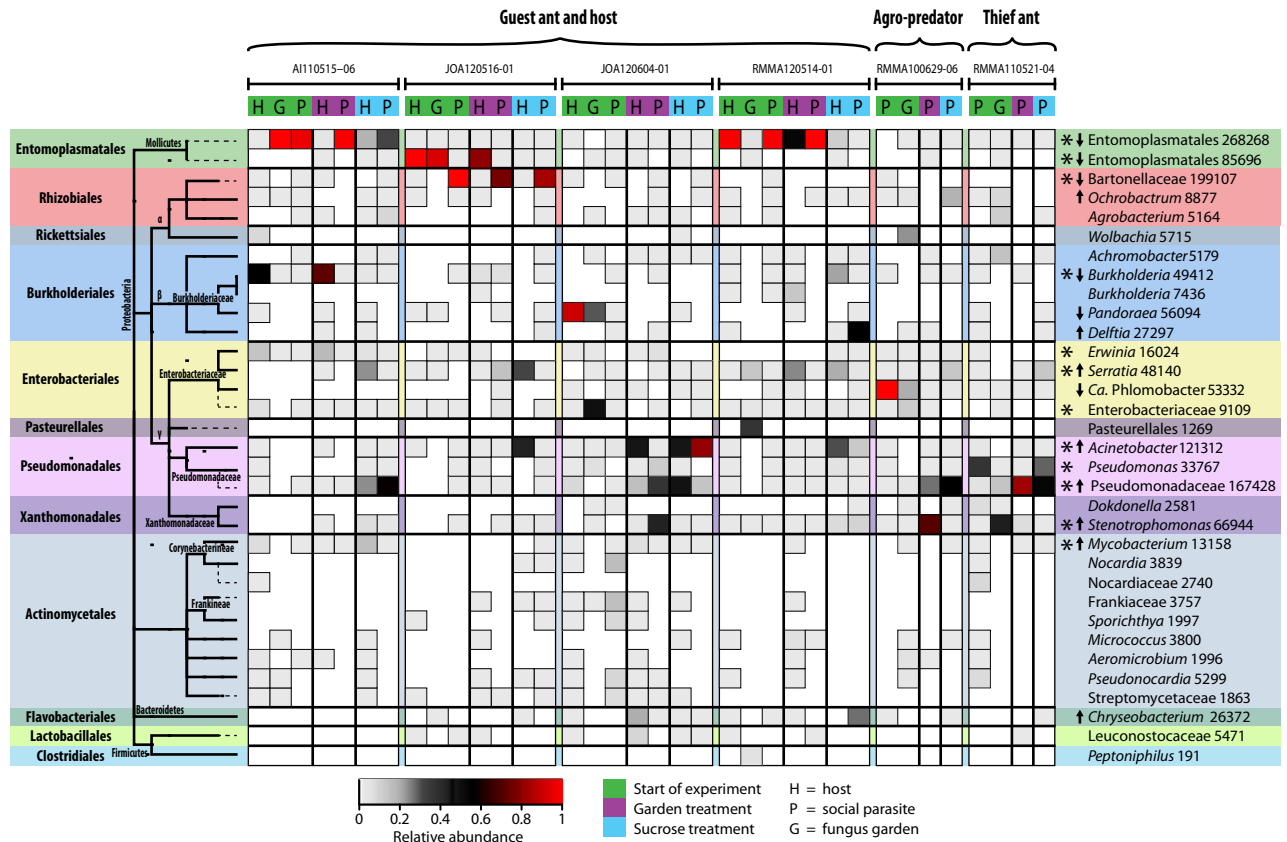 Guest ant and host Agro-predator Thief ant
AI110515–06 JOA120516-01 JOA120604-01 RMMA120514-01 RMMA100629-06 RMMA110521-04
H G P H P H P H G P H P H P H G P H P H P H G P H P H P P G P P P G P P
Entomoplasmatales Mollicutes * ↓ Entomoplasmatales 268268
* ↓ Entomoplasmatales 85696
* ↓ Bartonellaceae 199107
Rhizobiales ↑ Ochrobactrum 8877
α Agrobacterium 5164
Rickettsiales Wolbachia 5715
Achromobacter 5179
* ↓ Burkholderia 49412
Burkholderiales Proteobacteria β Burkholderiaceae Burkholderia 7436
↓ Pandoraea 56094
↑ Delftia 27297
* Erwinia 16024
Enterobacteriales Enterobacteriaceae * ↑ Serratia 48140
↓ Ca. Phlomobacter 53332
* Enterobacteriaceae 9109
Pasteurellales Pasteurellales 1269
γ * ↑ Acinetobacter 121312
Pseudomonadales * Pseudomonas 33767
Pseudomonadaceae * ↑ Pseudomonadaceae 167428
Dokdonella 2581
Xanthomonadales Xanthomonadaceae * ↑ Stenotrophomonas 66944
Corynebacterineae * ↑ Mycobacterium 13158
Nocardia 3839
Nocardiaceae 2740
Actinomycetales Frankineae Frankiaceae 3757
Sporichthya 1997
Micrococcus 3800
Aeromicrobium 1996
Pseudonocardia 5299
Streptomycetaceae 1863
Flavobacteriales Bacteroidetes ↑ Chryseobacterium 26372
Lactobacillales Leuconostocaceae 5471
Clostridiales Firmicutes Peptoniphilus 191
0 0.2 0.4 0.6 0.8 1
Relative abundance
Start of experiment H = host
Garden treatment P = social parasite
Sucrose treatment G = fungus garden